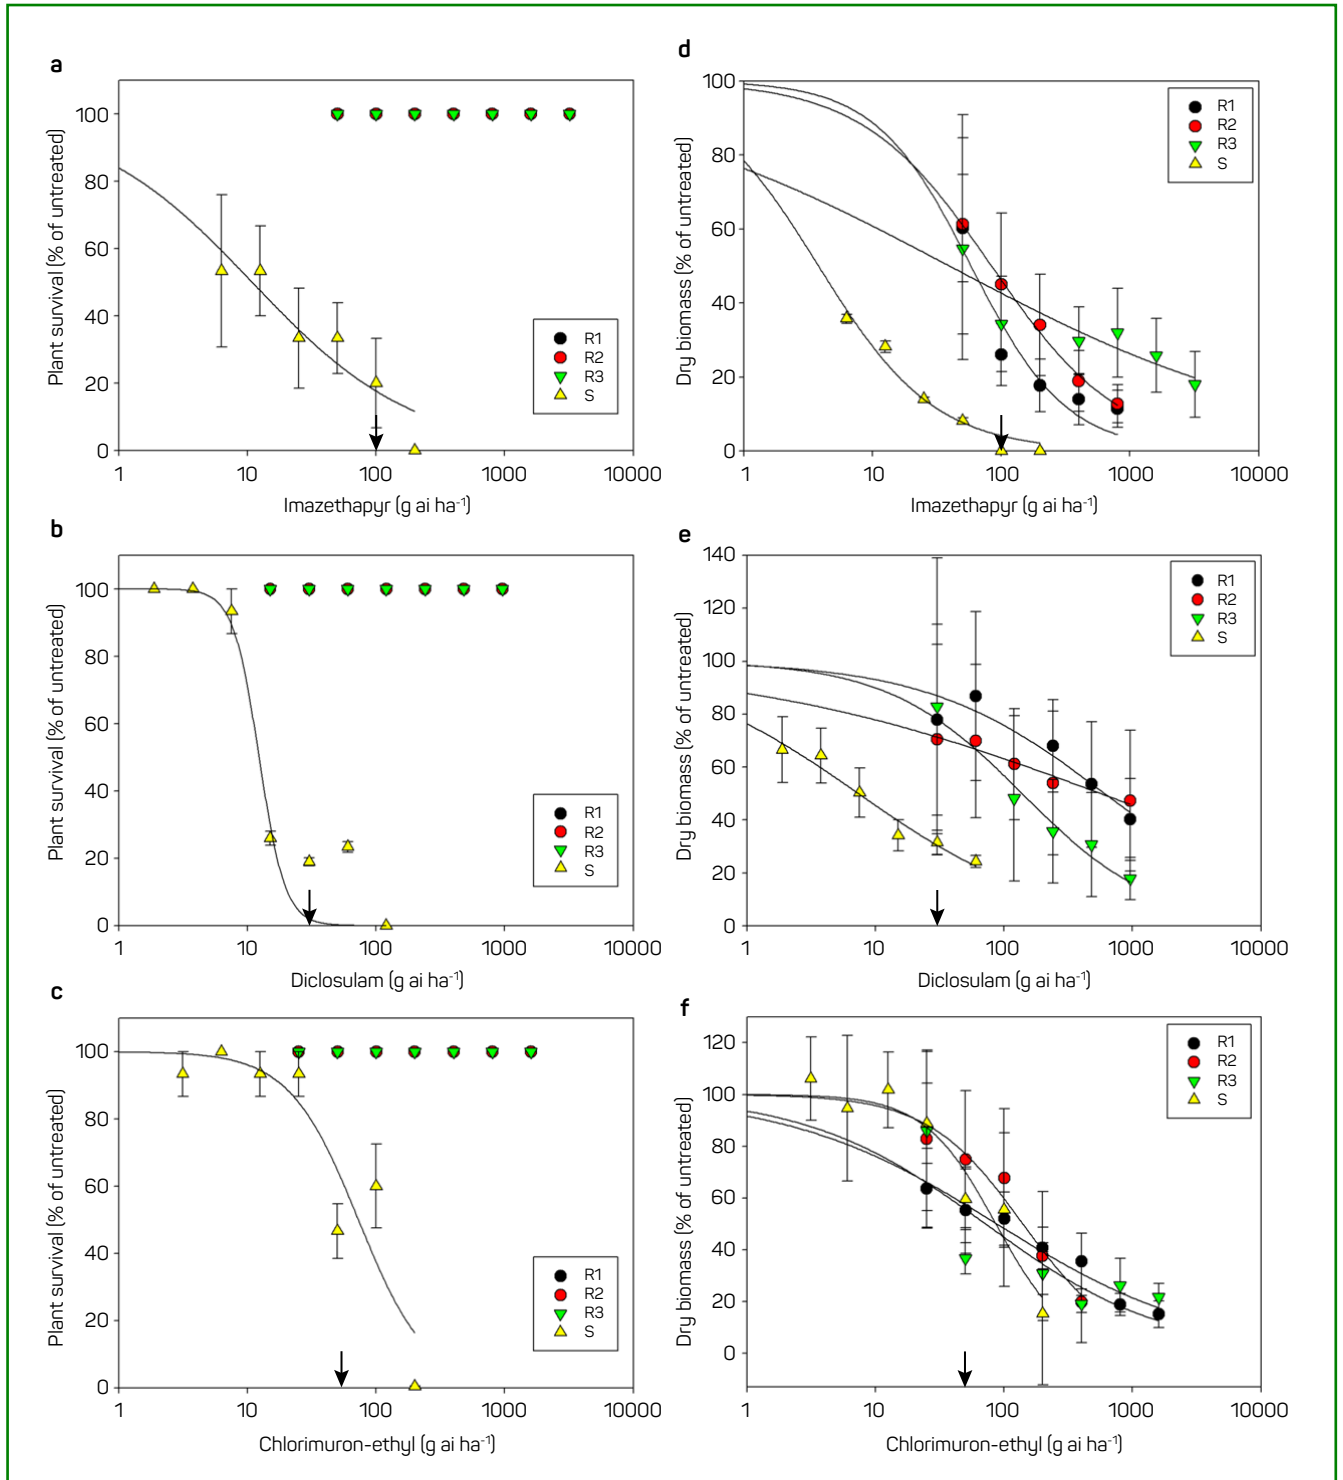 a
Plant survival (% of untreated)
100
80
60
40
20
0
R1
R2
R3
S
1 10 100 1000 10000
Imazethapyr (g ai ha⁻¹)
d
Dry biomass (% of untreated)
100
80
60
40
20
0
R1
R2
R3
S
1 10 100 1000 10000
Imazethapyr (g ai ha⁻¹)
b
Plant survival (% of untreated)
100
80
60
40
20
0
R1
R2
R3
S
1 10 100 1000 10000
Diclosulam (g ai ha⁻¹)
e
Dry biomass (% of untreated)
140
120
100
80
60
40
20
0
R1
R2
R3
S
1 10 100 1000 10000
Diclosulam (g ai ha⁻¹)
c
Plant survival (% of untreated)
100
80
60
40
20
0
R1
R2
R3
S
1 10 100 1000 10000
Chlorimuron-ethyl (g ai ha⁻¹)
f
Dry biomass (% of untreated)
120
100
80
60
40
20
0
R1
R2
R3
S
1 10 100 1000 10000
Chlorimuron-ethyl (g ai ha⁻¹)